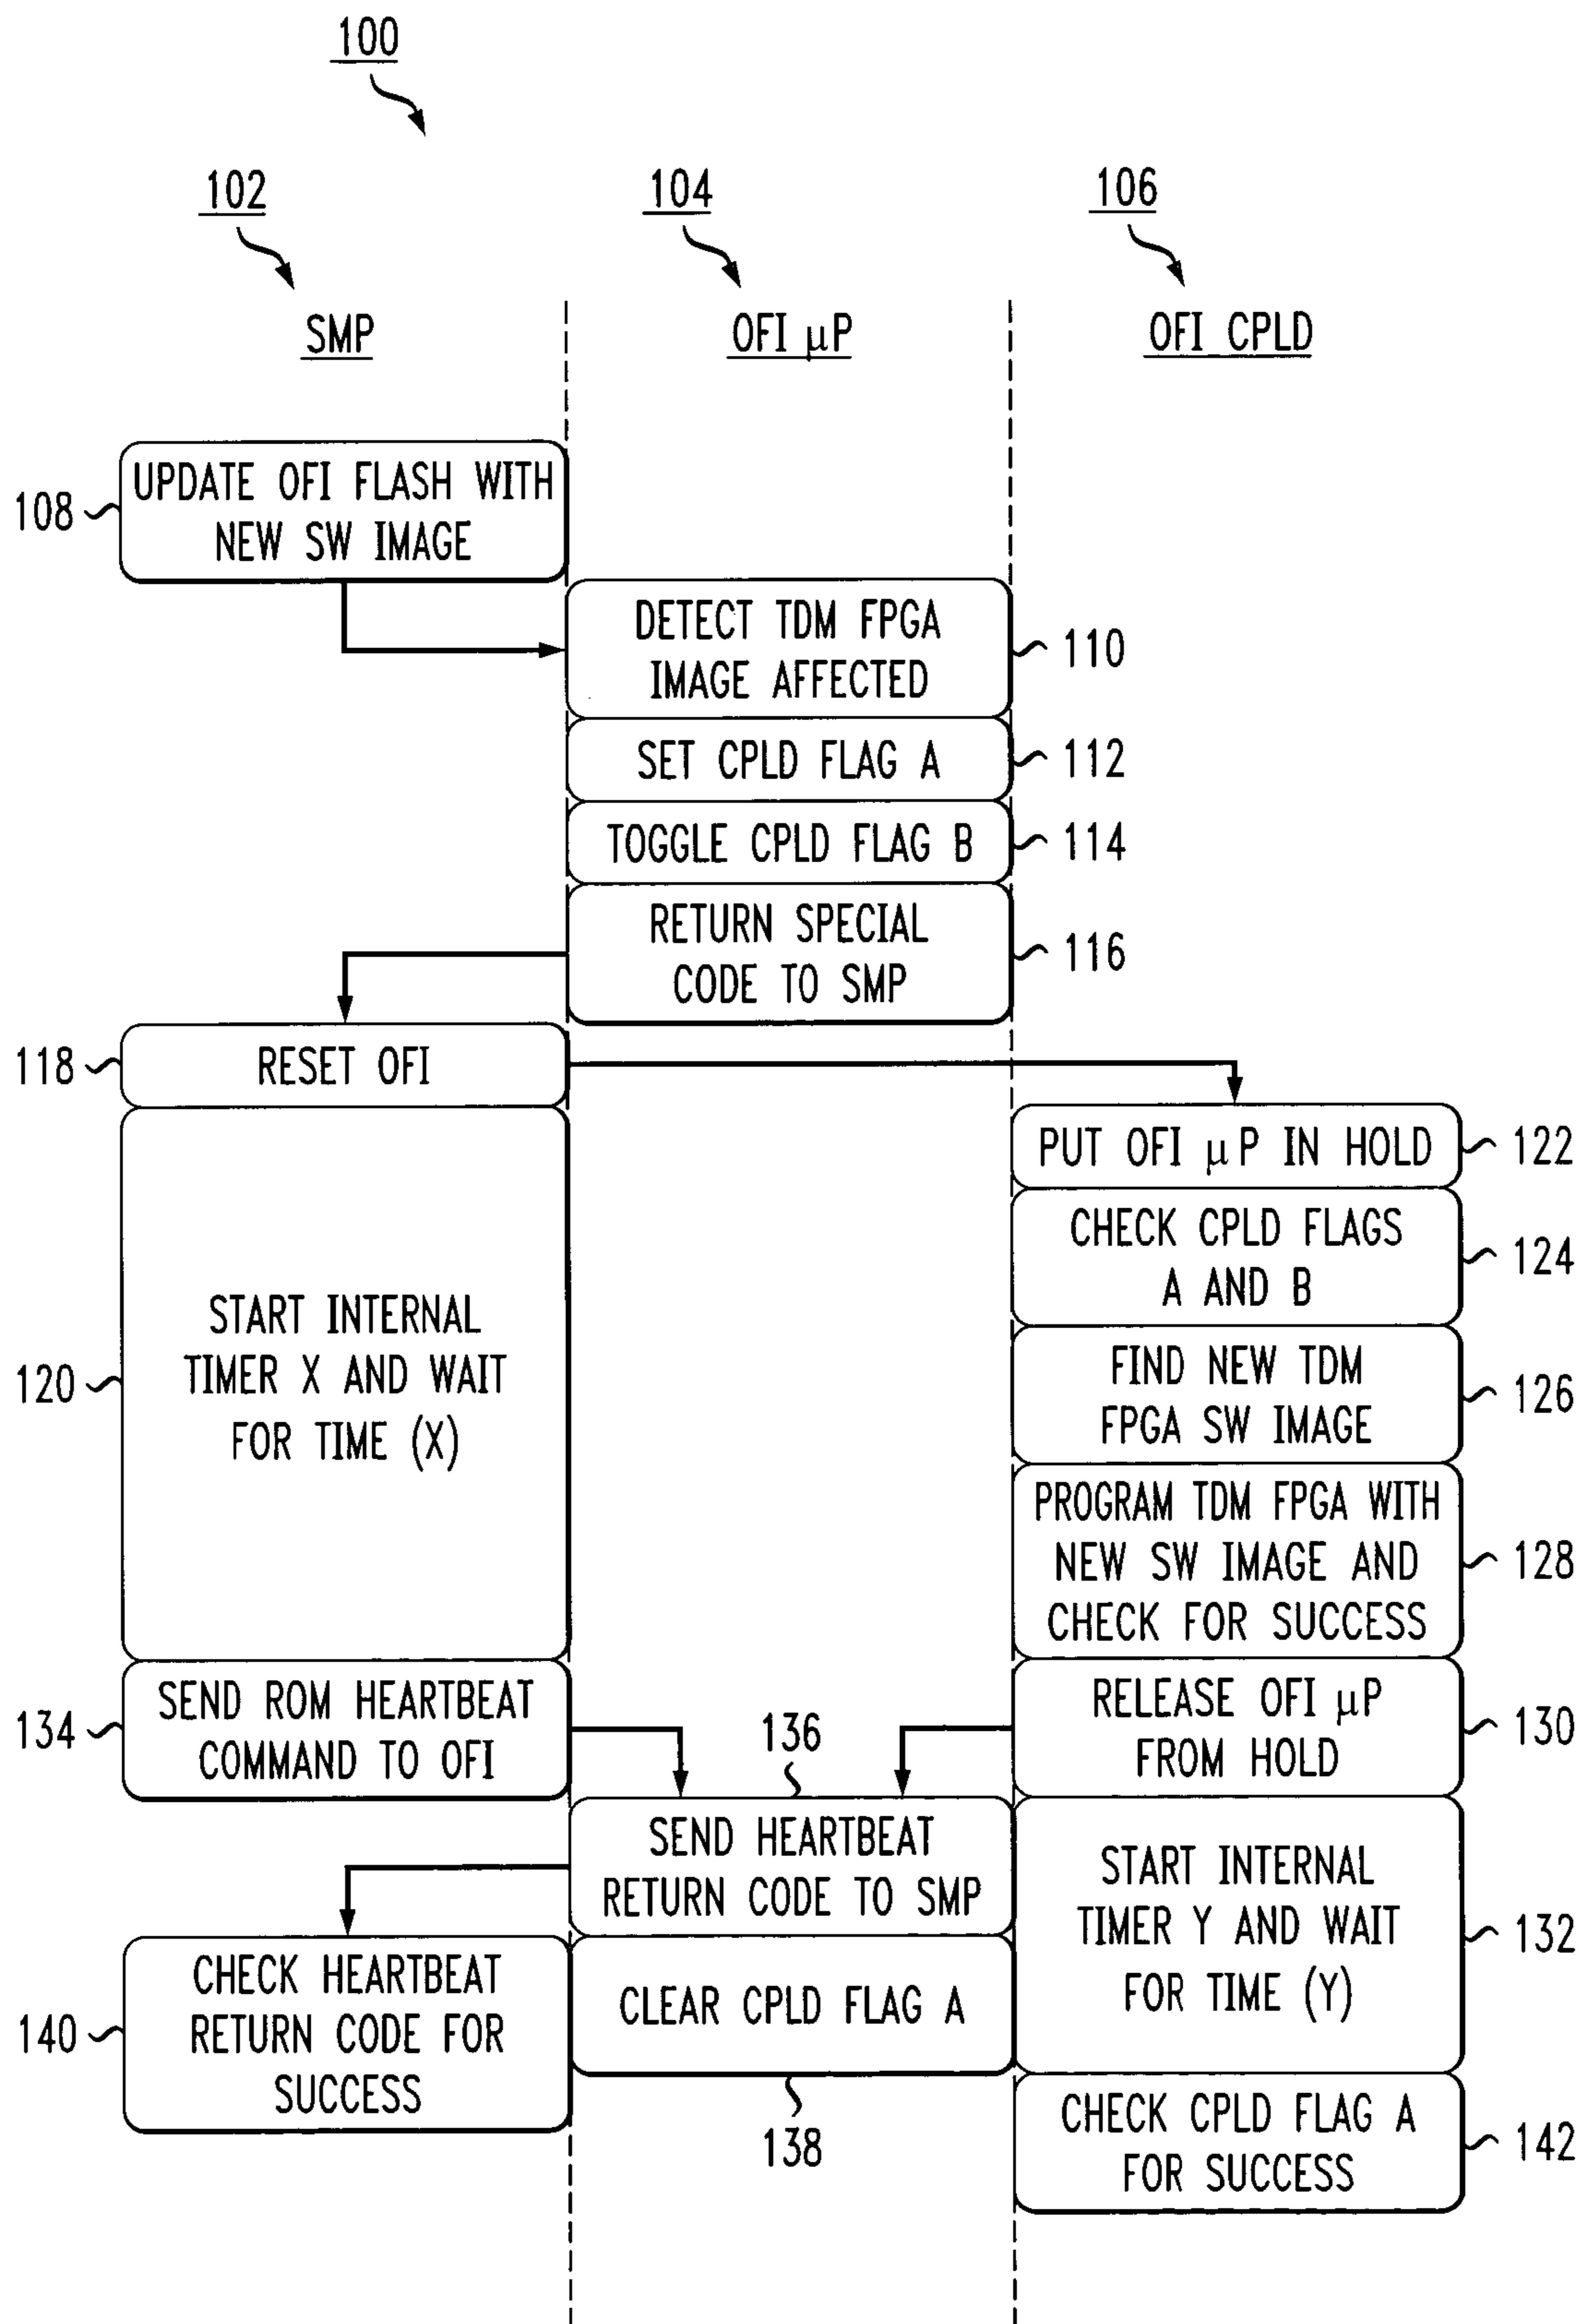 100
102
104
106
SMP
OFI μP
OFI CPLD
108
UPDATE OFI FLASH WITH
NEW SW IMAGE
DETECT TDM FPGA
IMAGE AFFECTED
110
SET CPLD FLAG A
112
TOGGLE CPLD FLAG B
114
RETURN SPECIAL
CODE TO SMP
116
118
RESET OFI
PUT OFI μP IN HOLD
122
CHECK CPLD FLAGS
A AND B
124
120
START INTERNAL
TIMER X AND WAIT
FOR TIME (X)
FIND NEW TDM
FPGA SW IMAGE
126
PROGRAM TDM FPGA WITH
NEW SW IMAGE AND
CHECK FOR SUCCESS
128
134
SEND ROM HEARTBEAT
COMMAND TO OFI
RELEASE OFI μP
FROM HOLD
130
136
SEND HEARTBEAT
RETURN CODE TO SMP
START INTERNAL
TIMER Y AND WAIT
FOR TIME (Y)
132
140
CHECK HEARTBEAT
RETURN CODE FOR
SUCCESS
CLEAR CPLD FLAG A
138
CHECK CPLD FLAG A
FOR SUCCESS
142